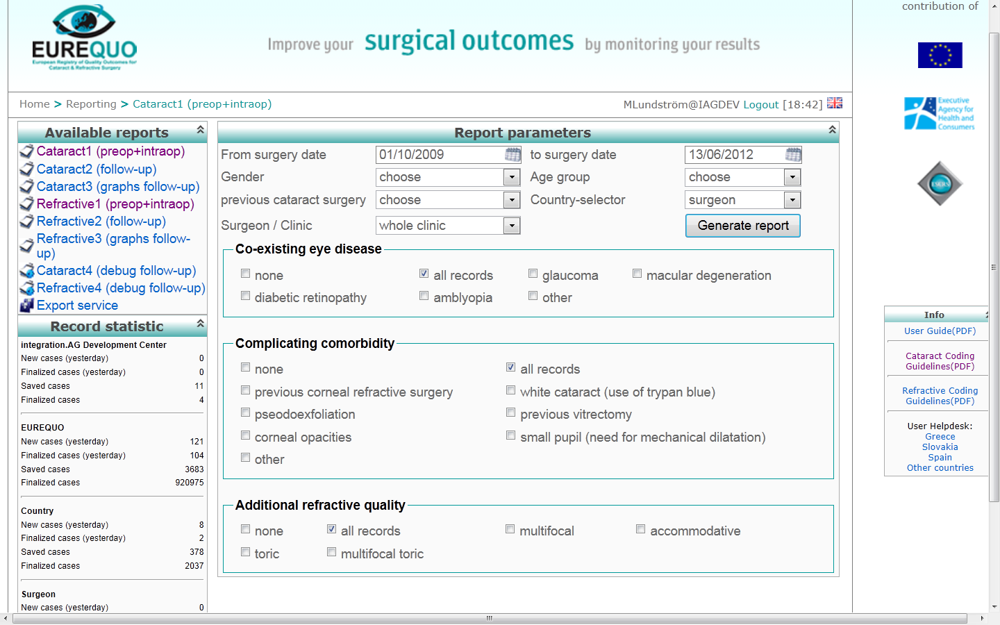 contribution of
EUREQUO
European Registry of Quality Outcomes for
Cataract & Refractive Surgery
Improve your surgical outcomes by monitoring your results
Home > Reporting > Cataract1 (preop+intraop)
MLundström@IAGDEV Logout [18:42]
Executive
Agency for
Health and
Consumers
ESCRS
Available reports
Cataract1 (preop+intraop)
Cataract2 (follow-up)
Cataract3 (graphs follow-up)
Refractive1 (preop+intraop)
Refractive2 (follow-up)
Refractive3 (graphs follow-
up)
Cataract4 (debug follow-up)
Refractive4 (debug follow-up)
Export service
Record statistic
integration.AG Development Center
New cases (yesterday) 0
Finalized cases (yesterday) 0
Saved cases 11
Finalized cases 4
EUREQUO
New cases (yesterday) 121
Finalized cases (yesterday) 104
Saved cases 3683
Finalized cases 920975
Country
New cases (yesterday) 8
Finalized cases (yesterday) 2
Saved cases 378
Finalized cases 2037
Surgeon
New cases (yesterday) 0
Report parameters
From surgery date 01/10/2009 to surgery date 13/06/2012
Gender choose Age group choose
previous cataract surgery choose Country-selector surgeon
Surgeon / Clinic whole clinic Generate report
Co-existing eye disease
none all records glaucoma macular degeneration
diabetic retinopathy amblyopia other
Complicating comorbidity
none all records
previous corneal refractive surgery white cataract (use of trypan blue)
pseodoexfoliation previous vitrectomy
corneal opacities small pupil (need for mechanical dilatation)
other
Additional refractive quality
none all records multifocal accommodative
toric multifocal toric
Info
User Guide(PDF)
Cataract Coding
Guidelines(PDF)
Refractive Coding
Guidelines(PDF)
User Helpdesk:
Greece
Slovakia
Spain
Other countries